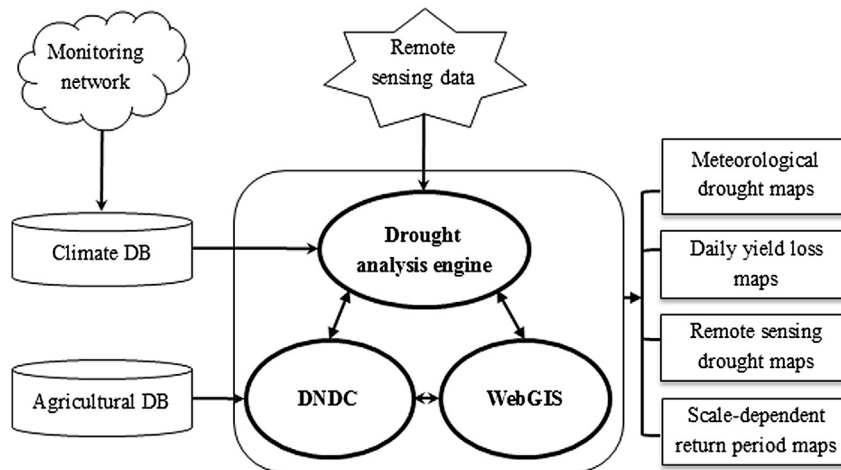 Monitoring
network
Remote
sensing data
Climate DB
Agricultural DB
Drought
analysis engine
DNDC
WebGIS
Meteorological
drought maps
Daily yield loss
maps
Remote sensing
drought maps
Scale-dependent
return period maps